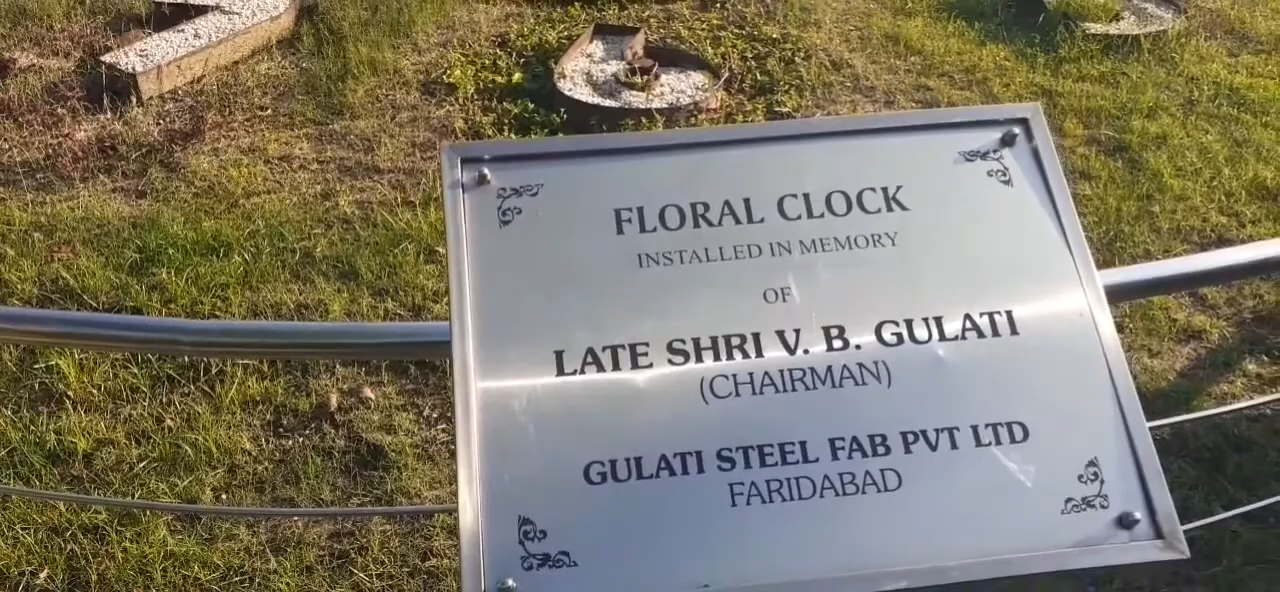 FLORAL CLOCK
INSTALLED IN MEMORY
OF
LATE SHRI V. B. GULATI
(CHAIRMAN)
GULATI STEEL FAB PVT LTD
FARIDABAD